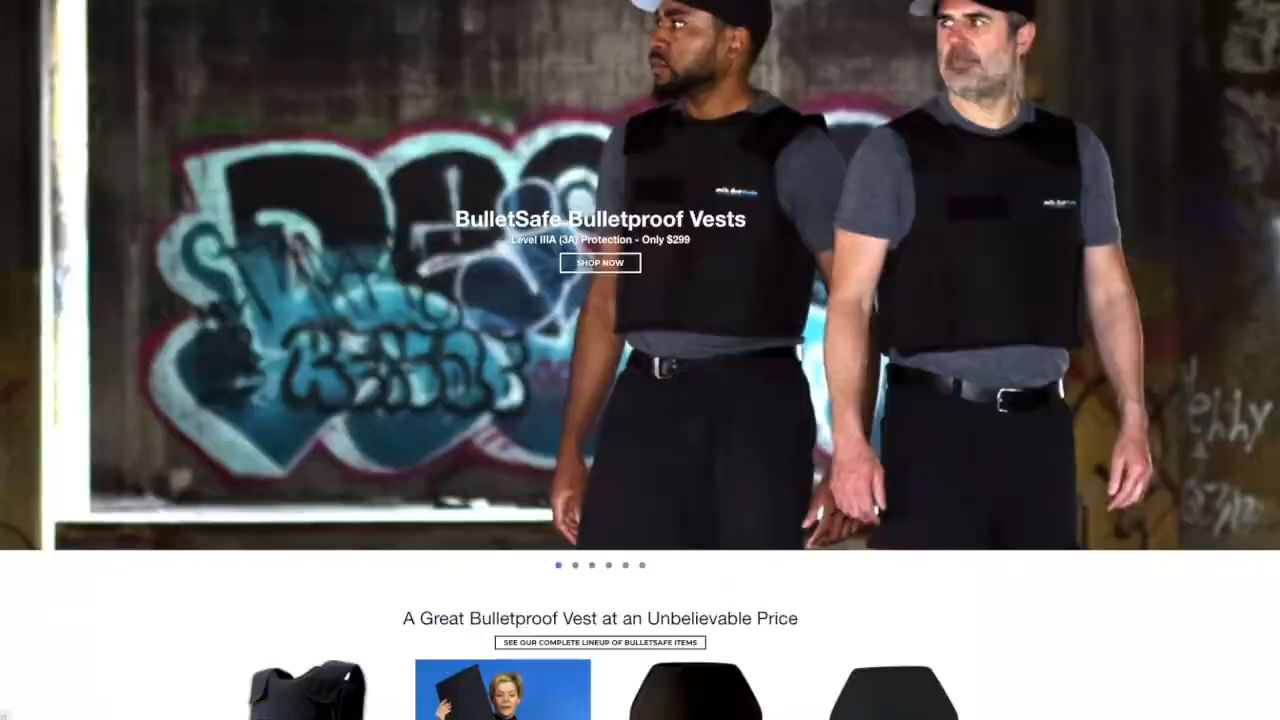 BulletSafe Bulletproof Vests
Level IIIA (3A) Protection - Only $299
SHOP NOW
A Great Bulletproof Vest at an Unbelievable Price
SEE OUR COMPLETE LINEUP OF BULLETSAFE ITEMS